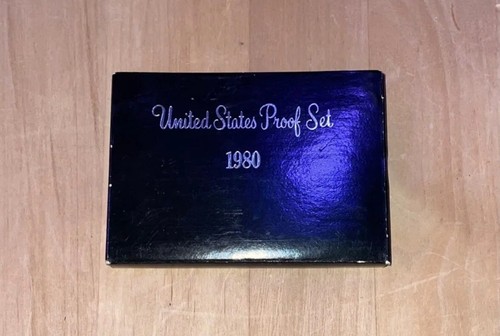 United States Proof Set
1980